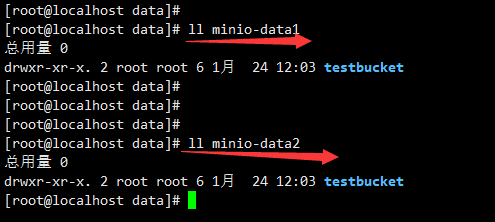 [root@localhost data]#
[root@localhost data]# ll minio-data1
总用量 0
drwxr-xr-x. 2 root root 6 1月  24 12:03 testbucket
[root@localhost data]#
[root@localhost data]#
[root@localhost data]#
[root@localhost data]# ll minio-data2
总用量 0
drwxr-xr-x. 2 root root 6 1月  24 12:03 testbucket
[root@localhost data]#